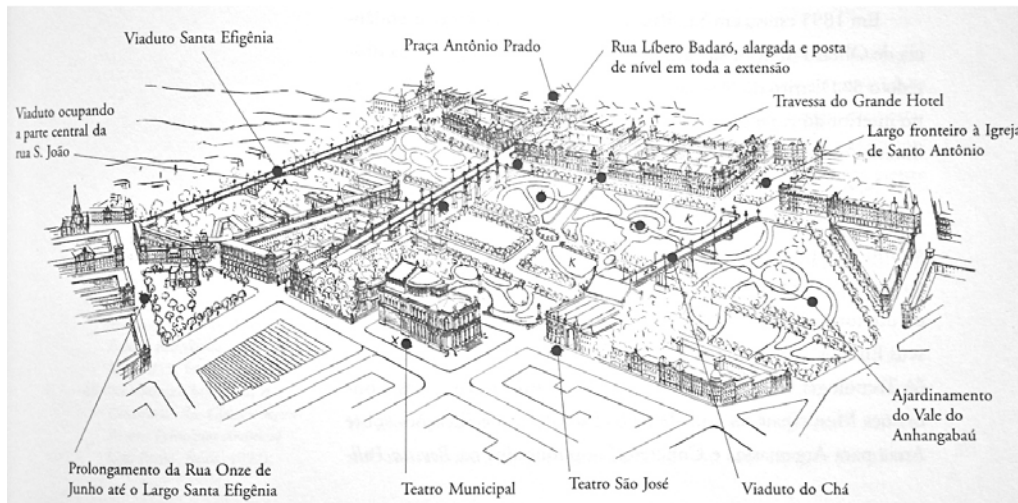 Viaduto Santa Efigênia
Praça Antônio Prado
Rua Líbero Badaró, alargada e posta
de nível em toda a extensão
Viaduto ocupando
a parte central da
rua S. João
Travessa do Grande Hotel
Largo fronteiro à Igreja
de Santo Antônio
X
K
K
X
Ajardinamento
do Vale do
Anhangabaú
Prolongamento da Rua Onze de
Junho até o Largo Santa Efigênia
Teatro Municipal
Teatro São José
Viaduto do Chá